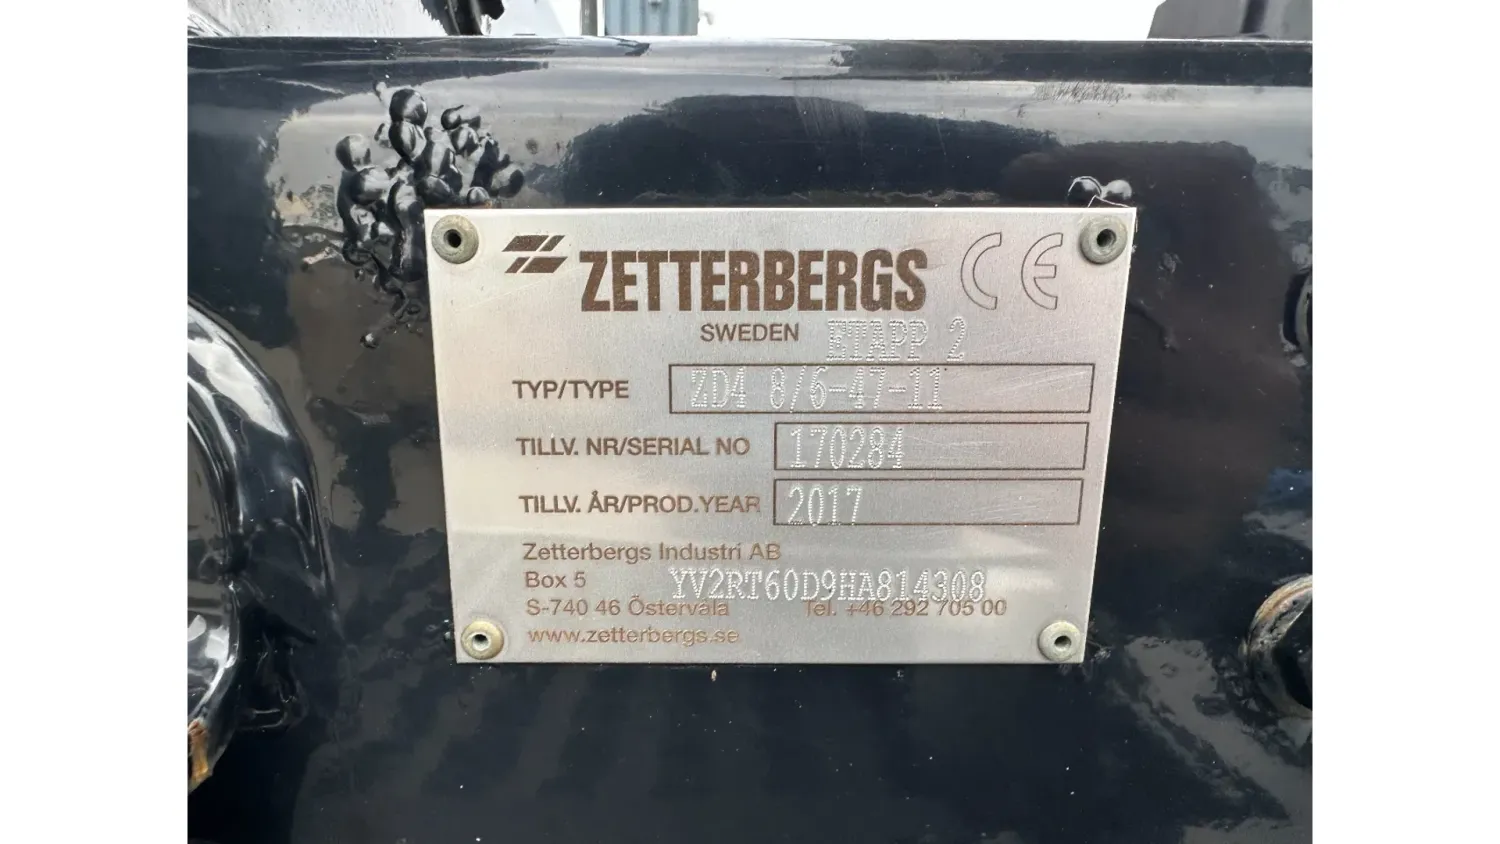 ZETTERBERGS CE
SWEDEN ETAPP 2
TYP/TYPE ZD4 8/6-47-11
TILLV. NR/SERIAL NO 170284
TILLV. ÅR/PROD.YEAR 2017
Zetterbergs Industri AB
Box 5 YV2RT60D9HA814308
S-740 46 Östervåla Tel. +46 292 705 00
www.zetterbergs.se